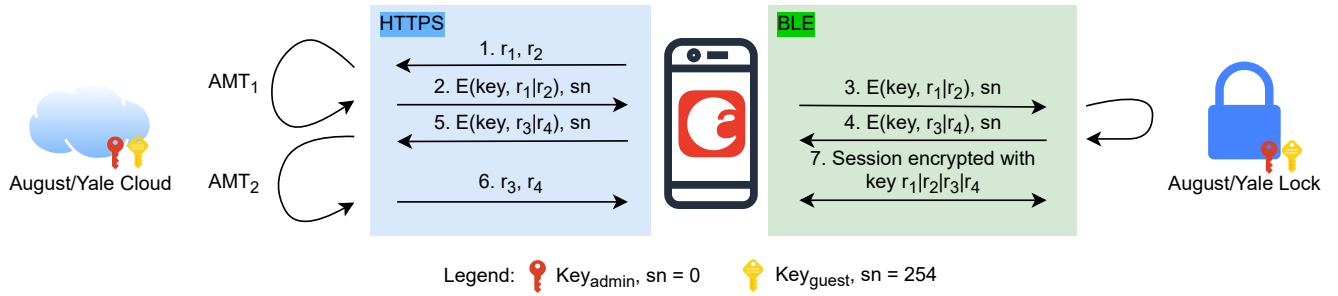 HTTPS
BLE
1. r1, r2
AMT1
2. E(key, r1|r2), sn
3. E(key, r1|r2), sn
5. E(key, r3|r4), sn
4. E(key, r3|r4), sn
a
7. Session encrypted with
key r1|r2|r3|r4
August/Yale Cloud
AMT2
6. r3, r4
August/Yale Lock
Legend: Keyadmin, sn = 0 Keyguest, sn = 254